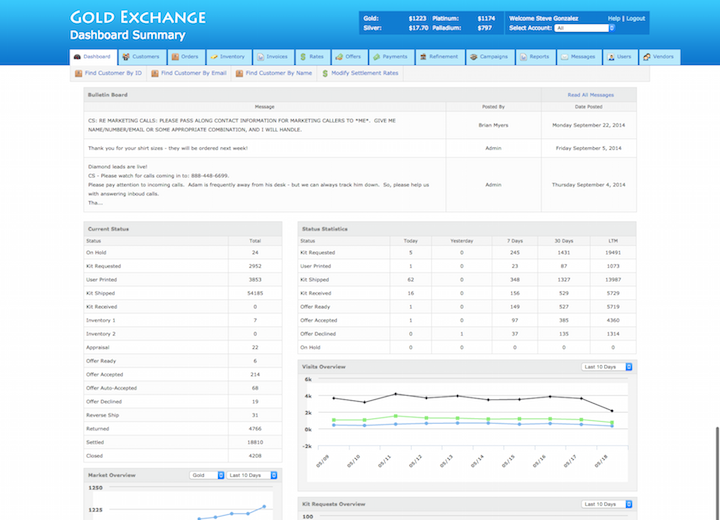 GOLD EXCHANGE
Dashboard Summary
Gold: $1223 Platinum: $1174
Silver: $17.70 Palladium: $797
Welcome Steve Gonzalez Help | Logout
Select Account: All
Dashboard Customers Orders Inventory Invoices Rates Offers Payments Refinement Campaigns Reports Messages Users Vendors
Find Customer By ID Find Customer By Email Find Customer By Name Modify Settlement Rates
Bulletin Board Read All Messages
Message Posted By Date Posted
CS: RE MARKETING CALLS: PLEASE PASS ALONG CONTACT INFORMATION FOR MARKETING CALLERS TO *ME*. GIVE ME
NAME/NUMBER/EMAIL OR SOME APPROPRIATE COMBINATION, AND I WILL HANDLE.
Brian Myers Monday September 22, 2014
Thank you for your shirt sizes - they will be ordered next week! Admin Friday September 5, 2014
Diamond leads are live!
CS - Please watch for calls coming in to: 888-448-6699.
Please pay attention to incoming calls. Adam is frequently away from his desk - but we can always track him down. So, please help us
with answering inboud calls.
Tha...
Admin Thursday September 4, 2014
Current Status
Status Total
On Hold 24
Kit Requested 2952
User Printed 3853
Kit Shipped 54185
Kit Received 0
Inventory 1 7
Inventory 2 0
Appraisal 22
Offer Ready 6
Offer Accepted 214
Offer Auto-Accepted 68
Offer Declined 19
Reverse Ship 31
Returned 4766
Settled 18810
Closed 4208
Market Overview Gold Last 10 Days
1250
1225
Status Statistics
Status Today Yesterday 7 Days 30 Days LTM
Kit Requested 5 0 245 1431 19491
User Printed 1 0 23 87 1073
Kit Shipped 62 0 348 1327 13987
Kit Received 16 0 156 529 5729
Offer Ready 1 0 149 527 5719
Offer Accepted 1 0 97 385 4360
Offer Declined 0 1 37 135 1314
On Hold 0 0 0 0 0
Visits Overview Last 10 Days
6k
4k
2k
0k
-2k
05/09 05/10 05/11 05/12 05/13 05/14 05/15 05/16 05/17 05/18
Kit Requests Overview Last 10 Days
100